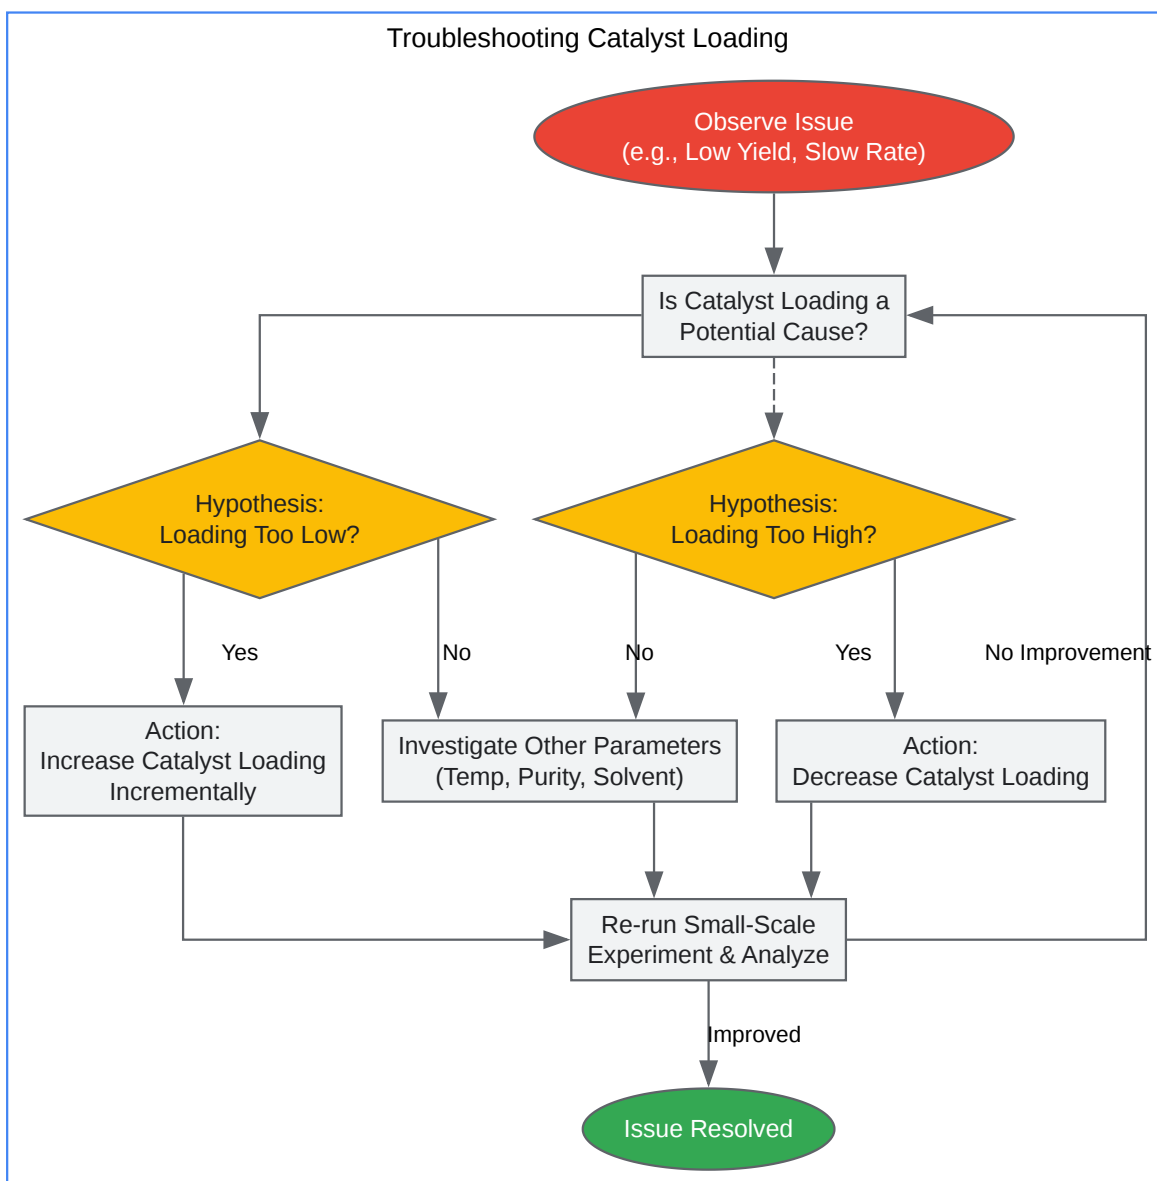 Troubleshooting Catalyst Loading
Observe Issue
(e.g., Low Yield, Slow Rate)
Is Catalyst Loading a
Potential Cause?
Hypothesis:
Loading Too Low?
Hypothesis:
Loading Too High?
Yes
No
No
Yes
No Improvement
Action:
Increase Catalyst Loading
Incrementally
Investigate Other Parameters
(Temp, Purity, Solvent)
Action:
Decrease Catalyst Loading
Re-run Small-Scale
Experiment & Analyze
Improved
Issue Resolved